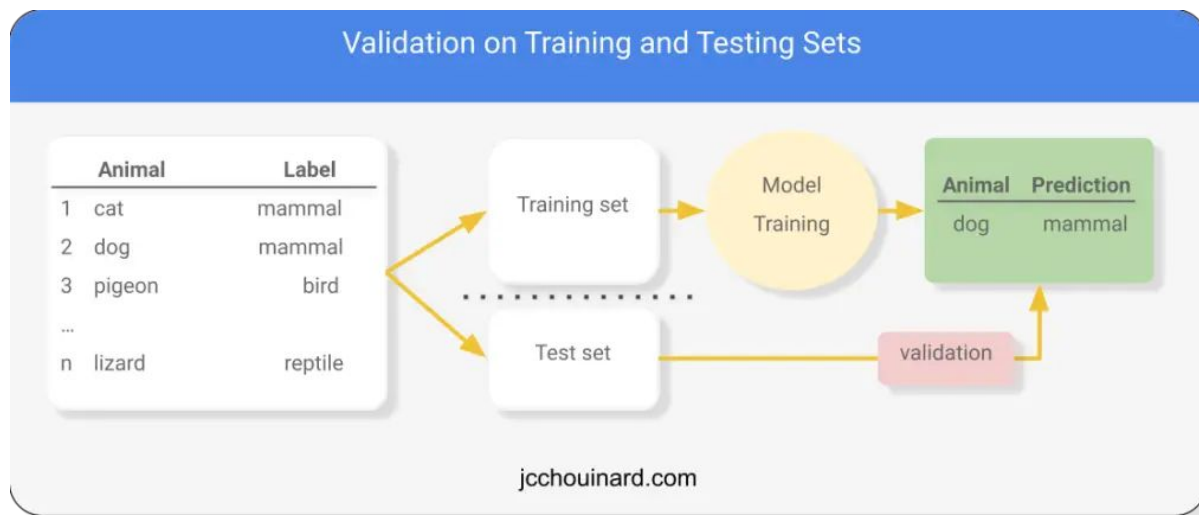 Validation on Training and Testing Sets
Animal Label
1 cat mammal
2 dog mammal
3 pigeon bird
...
n lizard reptile
Training set
Test set
Model
Training
Animal Prediction
dog mammal
validation
jcchouinard.com